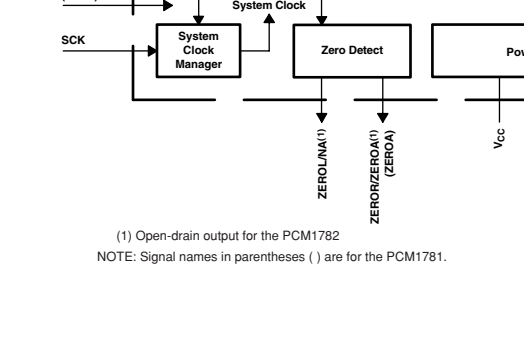 System Clock
SCK
System
Clock
Manager
Zero Detect
ZEROL/NA(1)
ZEROR/ZEROA(1)
(ZEROA)
VCC
(1) Open-drain output for the PCM1782
NOTE: Signal names in parentheses ( ) are for the PCM1781.